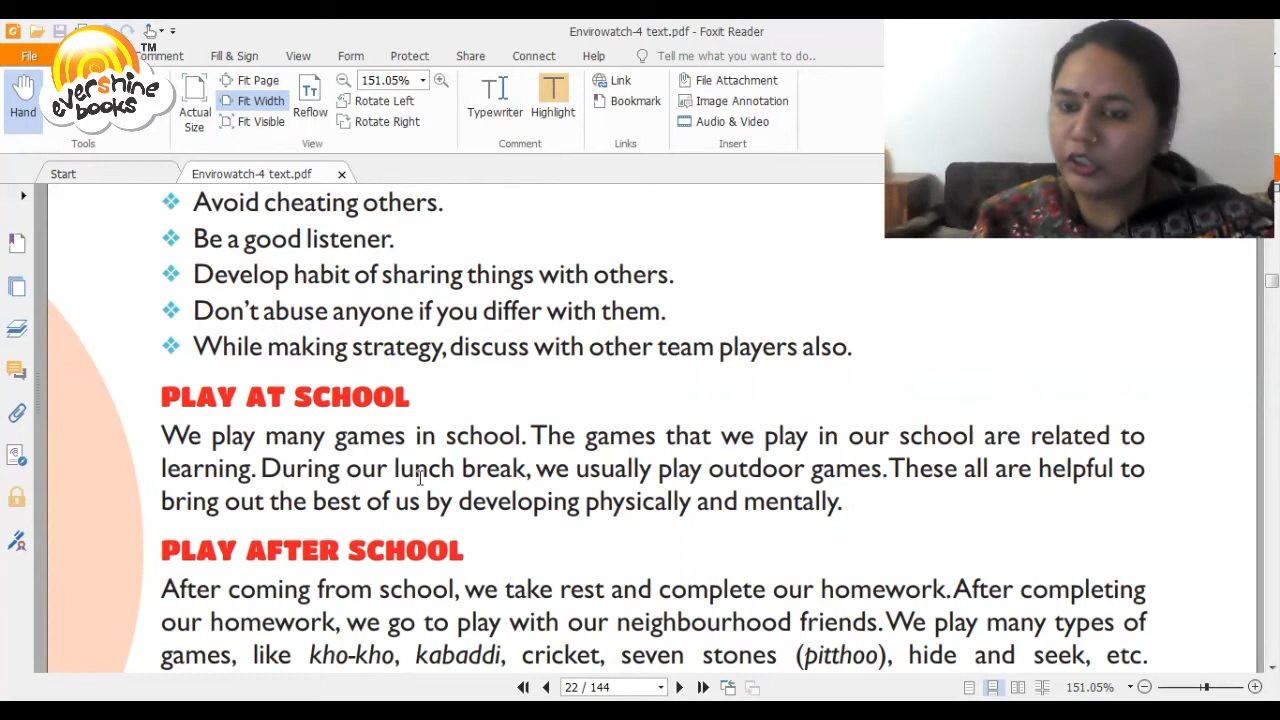 Envirowatch-4 text.pdf - Foxit Reader
File
Comment
Fill & Sign
View
Form
Protect
Share
Connect
Help
Tell me what you want to do..
evershine books TM
Hand
Actual Size
Fit Page
Fit Width
Fit Visible
Reflow
151.05%
Rotate Left
Rotate Right
Typewriter
Highlight
Link
Bookmark
File Attachment
Image Annotation
Audio & Video
Tools
View
Comment
Links
Insert
Start
Envirowatch-4 text.pdf
Avoid cheating others.
Be a good listener.
Develop habit of sharing things with others.
Don't abuse anyone if you differ with them.
While making strategy, discuss with other team players also.
PLAY AT SCHOOL
We play many games in school. The games that we play in our school are related to
learning. During our lunch break, we usually play outdoor games. These all are helpful to
bring out the best of us by developing physically and mentally.
PLAY AFTER SCHOOL
After coming from school, we take rest and complete our homework. After completing
our homework, we go to play with our neighbourhood friends. We play many types of
games, like kho-kho, kabaddi, cricket, seven stones (pitthoo), hide and seek, etc.
22 / 144
151.05%